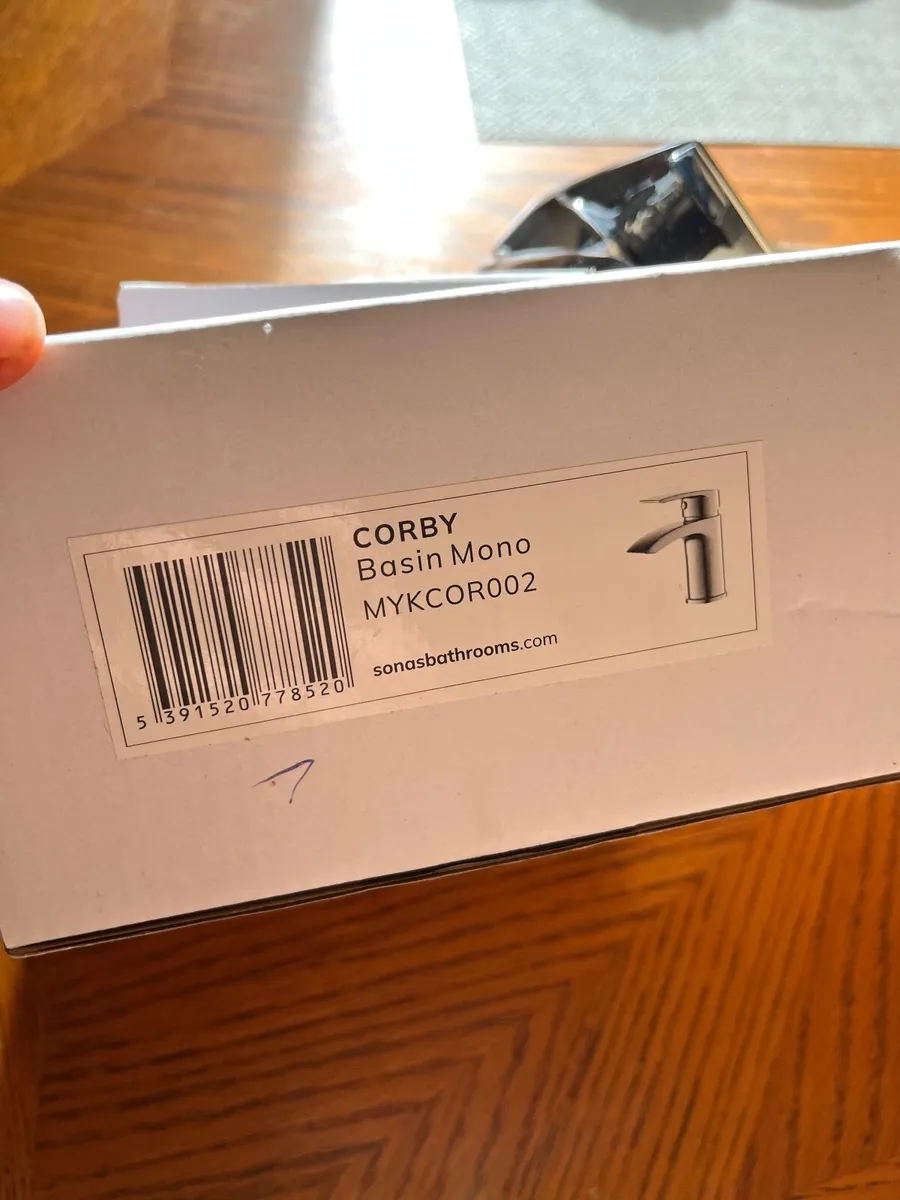 CORBY
Basin Mono
MYKCOR002
sonasbathrooms.com
5 391520 778520